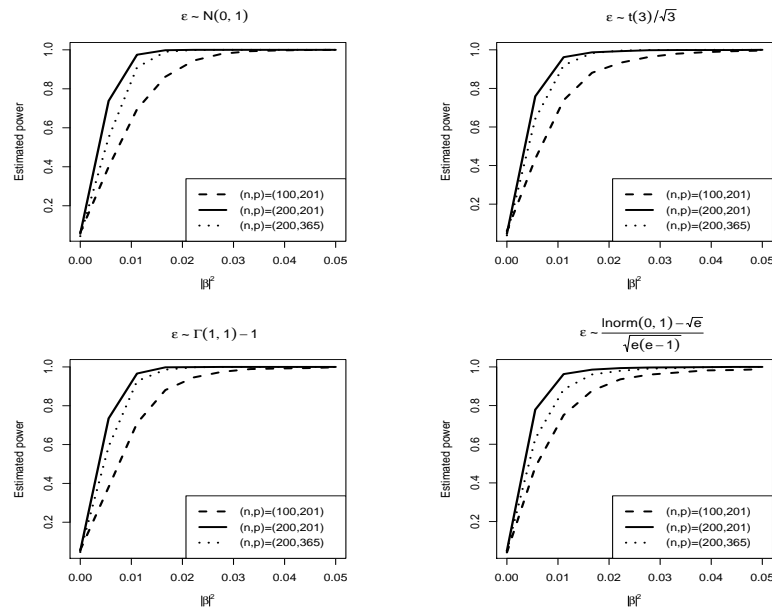 ε ~ N(0, 1)
Estimated power
1.0
0.8
0.6
0.4
0.2
(n,p)=(100,201)
(n,p)=(200,201)
(n,p)=(200,365)
0.00 0.01 0.02 0.03 0.04 0.05
|β|²
ε ~ t(3)/√3
Estimated power
1.0
0.8
0.6
0.4
0.2
(n,p)=(100,201)
(n,p)=(200,201)
(n,p)=(200,365)
0.00 0.01 0.02 0.03 0.04 0.05
|β|²
ε ~ Γ(1, 1) − 1
Estimated power
1.0
0.8
0.6
0.4
0.2
(n,p)=(100,201)
(n,p)=(200,201)
(n,p)=(200,365)
0.00 0.01 0.02 0.03 0.04 0.05
|β|²
ε ~ lnorm(0, 1) − √e
√e(e − 1)
Estimated power
1.0
0.8
0.6
0.4
0.2
(n,p)=(100,201)
(n,p)=(200,201)
(n,p)=(200,365)
0.00 0.01 0.02 0.03 0.04 0.05
|β|²